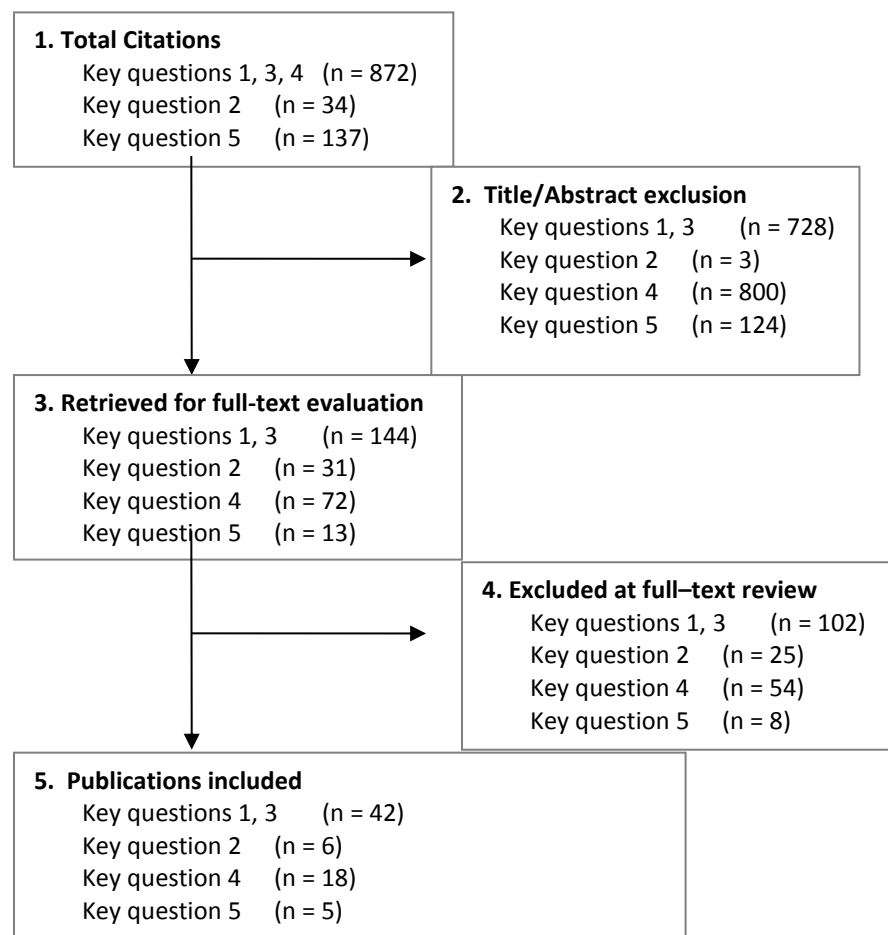 1. Total Citations
Key questions 1, 3, 4 (n = 872)
Key question 2 (n = 34)
Key question 5 (n = 137)
2. Title/Abstract exclusion
Key questions 1, 3 (n = 728)
Key question 2 (n = 3)
Key question 4 (n = 800)
Key question 5 (n = 124)
3. Retrieved for full-text evaluation
Key questions 1, 3 (n = 144)
Key question 2 (n = 31)
Key question 4 (n = 72)
Key question 5 (n = 13)
4. Excluded at full–text review
Key questions 1, 3 (n = 102)
Key question 2 (n = 25)
Key question 4 (n = 54)
Key question 5 (n = 8)
5. Publications included
Key questions 1, 3 (n = 42)
Key question 2 (n = 6)
Key question 4 (n = 18)
Key question 5 (n = 5)